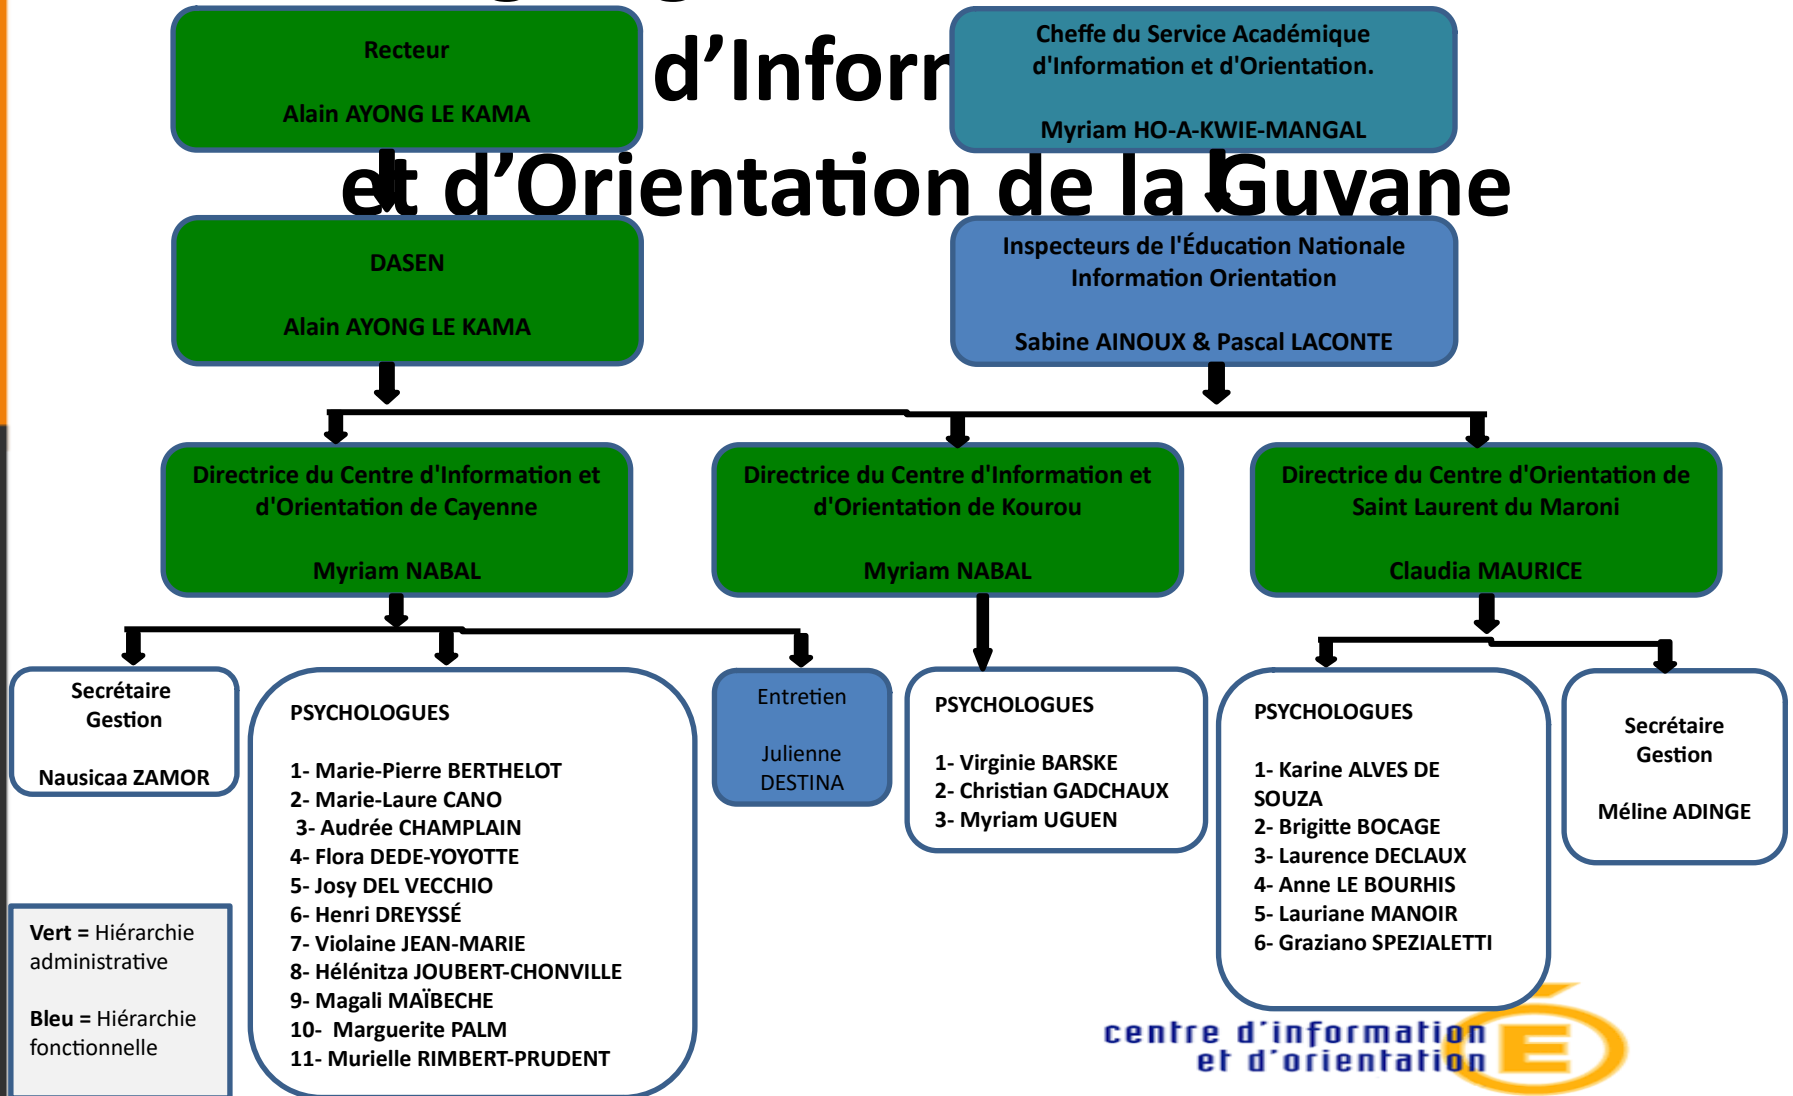 d'Inforr
et d'Orientation de la Guyane
Recteur
Alain AYONG LE KAMA
Cheffe du Service Académique
d'Information et d'Orientation.
Myriam HO-A-KWIE-MANGAL
DASEN
Alain AYONG LE KAMA
Inspecteurs de l'Éducation Nationale
Information Orientation
Sabine AINOUX & Pascal LACONTE
Directrice du Centre d'Information et
d'Orientation de Cayenne
Myriam NABAL
Directrice du Centre d'Information et
d'Orientation de Kourou
Myriam NABAL
Directrice du Centre d'Orientation de
Saint Laurent du Maroni
Claudia MAURICE
Secrétaire
Gestion
Nausicaa ZAMOR
PSYCHOLOGUES
1- Marie-Pierre BERTHELOT
2- Marie-Laure CANO
3- Audrée CHAMPLAIN
4- Flora DEDE-YOYOTTE
5- Josy DEL VECCHIO
6- Henri DREYSSÉ
7- Violaine JEAN-MARIE
8- Hélénitza JOUBERT-CHONVILLE
9- Magali MAÏBECHE
10- Marguerite PALM
11- Murielle RIMBERT-PRUDENT
Entretien
Julienne
DESTINA
PSYCHOLOGUES
1- Virginie BARSKE
2- Christian GADCHAUX
3- Myriam UGUEN
PSYCHOLOGUES
1- Karine ALVES DE
SOUZA
2- Brigitte BOCAGE
3- Laurence DECLAUX
4- Anne LE BOURHIS
5- Lauriane MANOIR
6- Graziano SPEZIALETTI
Secrétaire
Gestion
Méline ADINGE
Vert = Hiérarchie
administrative
Bleu = Hiérarchie
fonctionnelle
centre d'information
et d'orientation
É